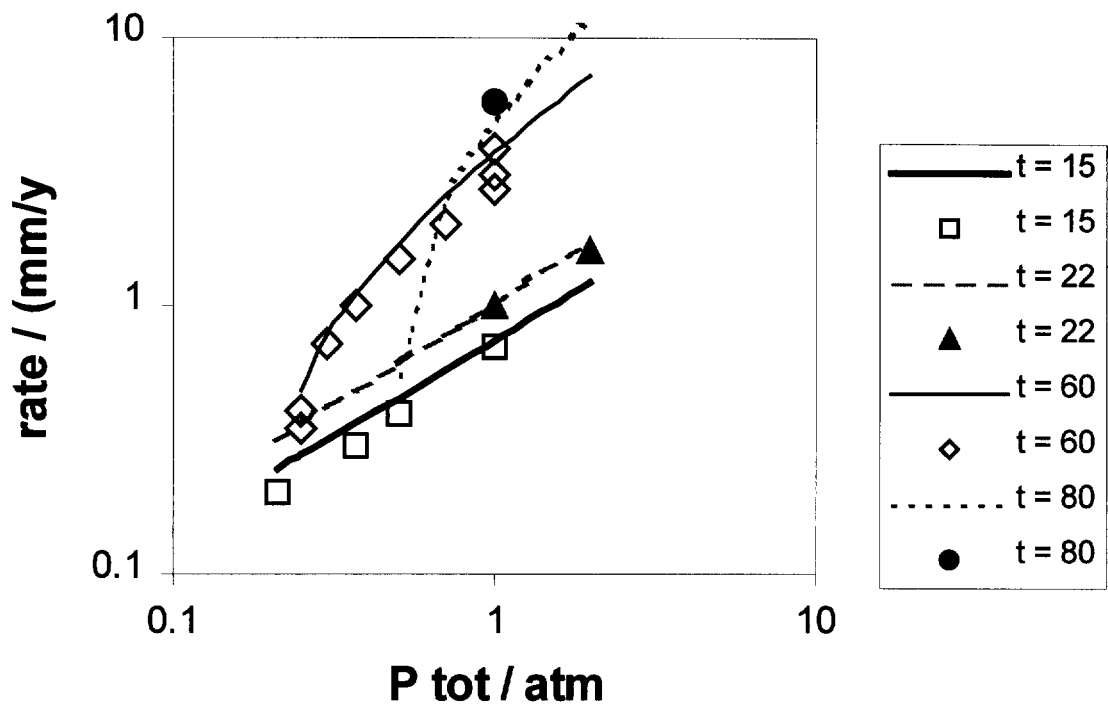 10
1
0.1
rate / (mm/y)
0.1
1
10
P tot / atm
t = 15
t = 15
t = 22
t = 22
t = 60
t = 60
t = 80
t = 80